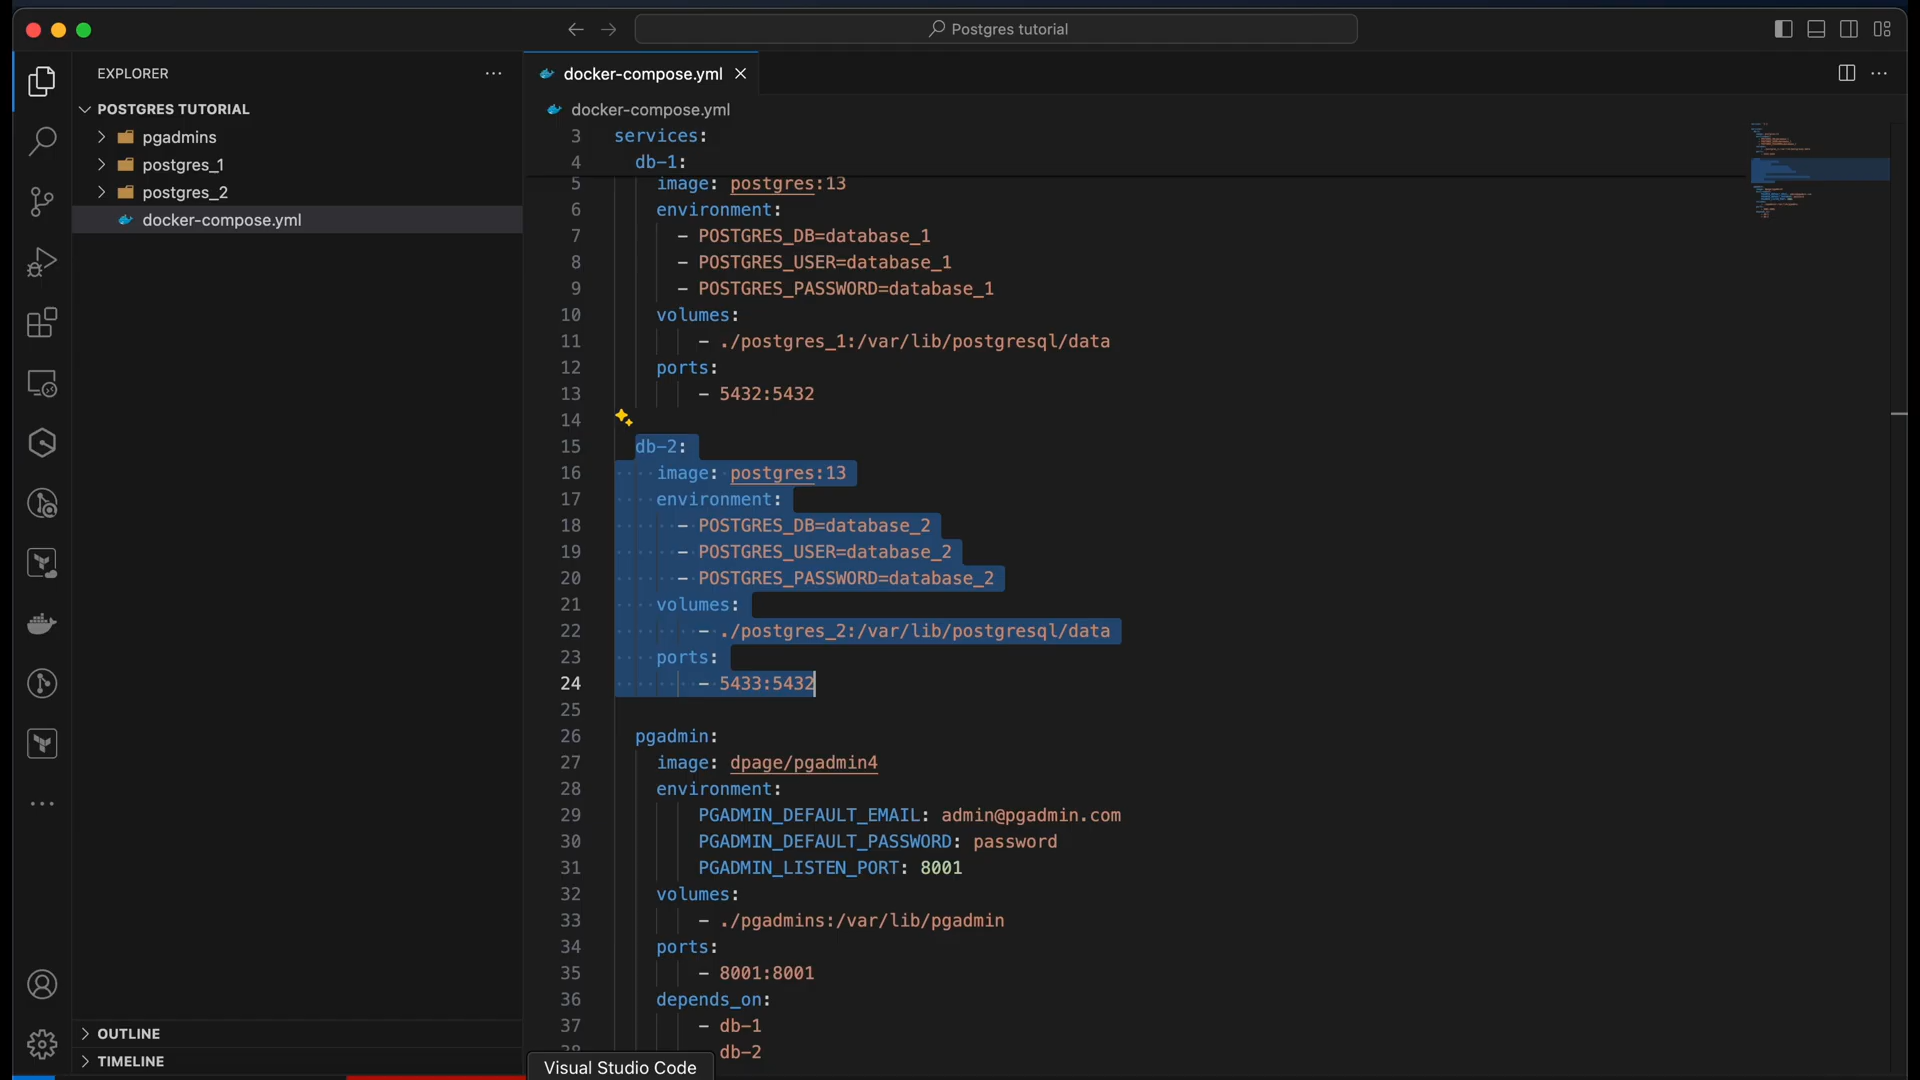 Postgres tutorial
EXPLORER
POSTGRES TUTORIAL
pgadmins
postgres_1
postgres_2
docker-compose.yml
OUTLINE
TIMELINE
docker-compose.yml
docker-compose.yml
3 services:
4 db-1:
5 image: postgres:13
6 environment:
7 - POSTGRES_DB=database_1
8 - POSTGRES_USER=database_1
9 - POSTGRES_PASSWORD=database_1
10 volumes:
11 - ./postgres_1:/var/lib/postgresql/data
12 ports:
13 - 5432:5432
14
15 db-2:
16 image: postgres:13
17 environment:
18 - POSTGRES_DB=database_2
19 - POSTGRES_USER=database_2
20 - POSTGRES_PASSWORD=database_2
21 volumes:
22 - ./postgres_2:/var/lib/postgresql/data
23 ports:
24 - 5433:5432
25
26 pgadmin:
27 image: dpage/pgadmin4
28 environment:
29 PGADMIN_DEFAULT_EMAIL: admin@pgadmin.com
30 PGADMIN_DEFAULT_PASSWORD: password
31 PGADMIN_LISTEN_PORT: 8001
32 volumes:
33 - ./pgadmins:/var/lib/pgadmin
34 ports:
35 - 8001:8001
36 depends_on:
37 - db-1
38 db-2
Visual Studio Code